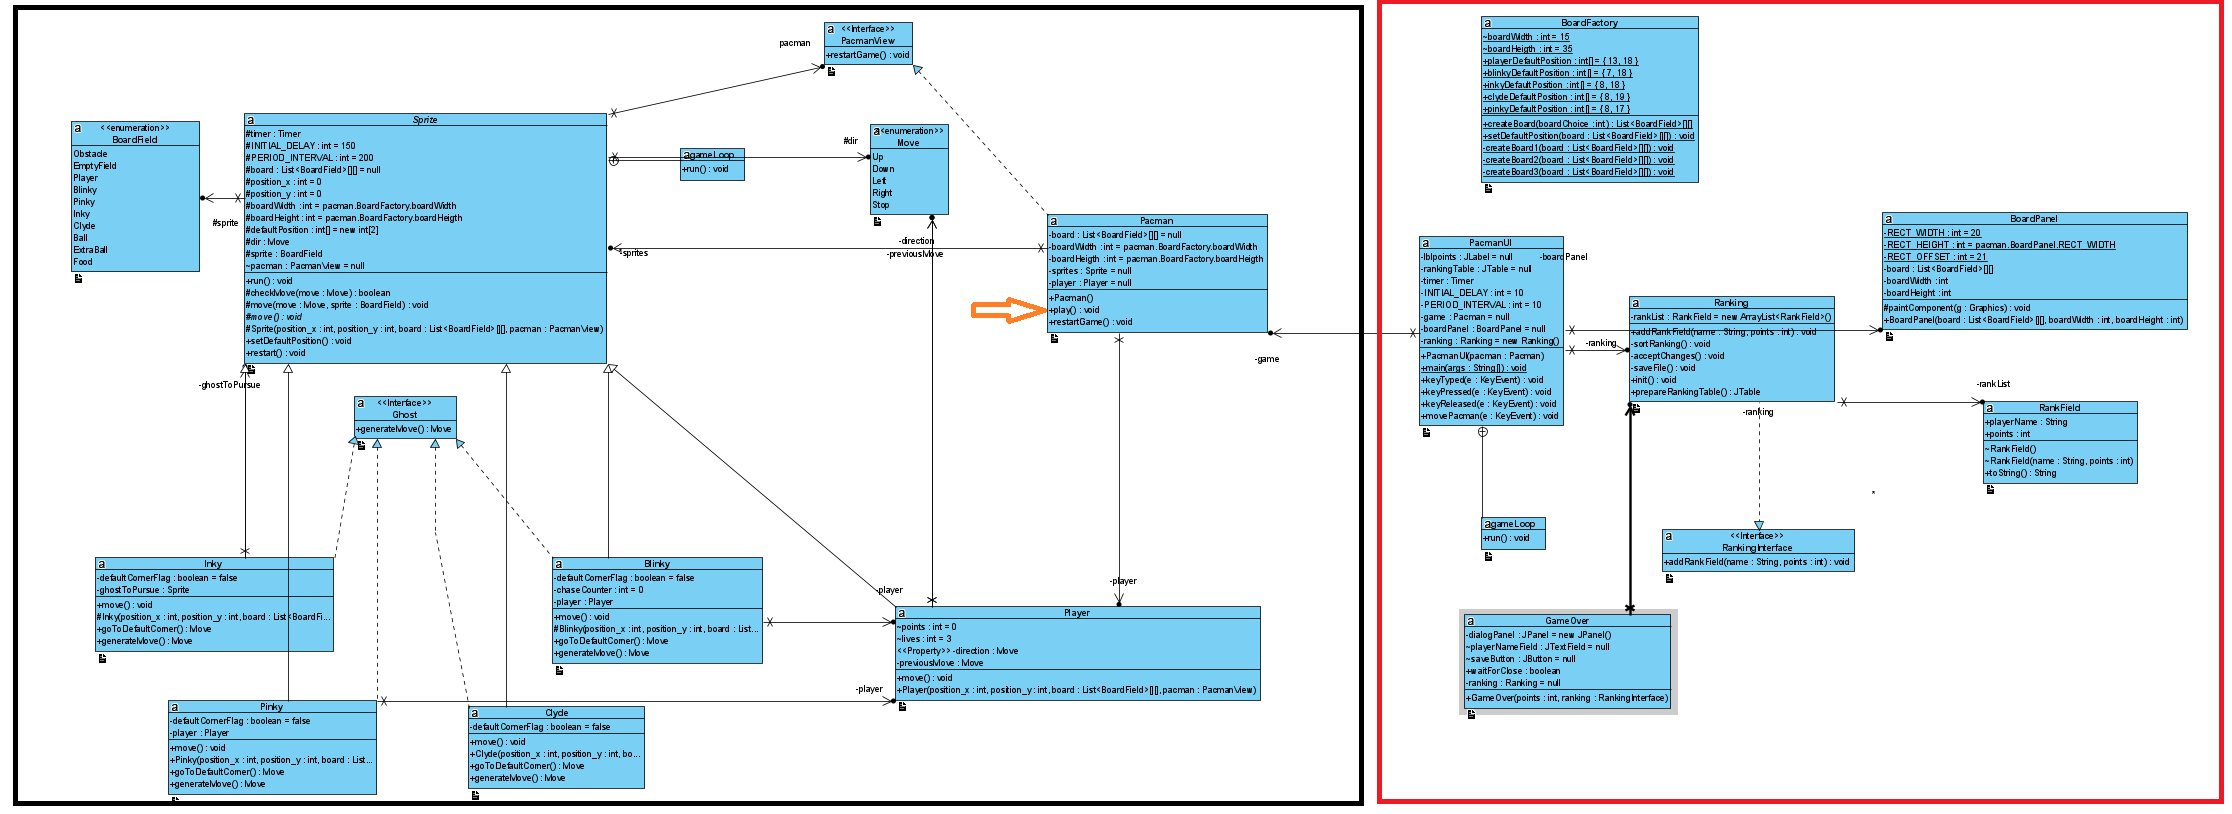 <<Interface>>
PacmanView
+restartGame() : void
pacman
<<enumeration>>
BoardField
Obstacle
EmptyField
Player
Blinky
Pinky
Inky
Clyde
Ball
ExtraBall
Food
#sprite
Sprite
#timer : Timer
#INITIAL_DELAY : int = 150
#PERIOD_INTERVAL : int = 200
#board : List<BoardField>[][] = null
#position_x : int = 0
#position_y : int = 0
#boardWidth : int = pacman.BoardFactory.boardWidth
#boardHeight : int = pacman.BoardFactory.boardHeigth
#defaultPosition : int[] = new int[2]
#dir : Move
#sprite : BoardField
~pacman : PacmanView = null
+run() : void
#checkMove(move : Move) : boolean
#move(move : Move, sprite : BoardField) : void
#move() : void
#Sprite(position_x : int, position_y : int, board : List<BoardField>[][], pacman : PacmanView)
+setDefaultPosition() : void
+restart() : void
gameLoop
+run() : void
#dir
<enumeration>>
Move
Up
Down
Left
Right
Stop
-direction
-previousMove
-sprites
Pacman
-board : List<BoardField>[][] = null
-boardWidth : int = pacman.BoardFactory.boardWidth
-boardHeigth : int = pacman.BoardFactory.boardHeigth
-sprites : Sprite = null
-player : Player = null
+Pacman()
+play() : void
+restartGame() : void
-ghostToPursue
<<Interface>>
Ghost
+generateMove() : Move
Inky
-defaultCornerFlag : boolean = false
-ghostToPursue : Sprite
+move() : void
#Inky(position_x : int, position_y : int, board : List<BoardFi...
+goToDefaultCorner() : Move
+generateMove() : Move
Blinky
-defaultCornerFlag : boolean = false
-chaseCounter : int = 0
-player : Player
+move() : void
#Blinky(position_x : int, position_y : int, board : List...
+goToDefaultCorner() : Move
+generateMove() : Move
-player
-player
-player
Player
~points : int = 0
~lives : int = 3
<<Property>> -direction : Move
-previousMove : Move
+move() : void
+Player(position_x : int, position_y : int, board : List<BoardField>[][], pacman : PacmanView)
Pinky
-defaultCornerFlag : boolean = false
-player : Player
+move() : void
+Pinky(position_x : int, position_y : int, board : List...
+goToDefaultCorner() : Move
+generateMove() : Move
Clyde
-defaultCornerFlag : boolean = false
+move() : void
+Clyde(position_x : int, position_y : int, bo...
+goToDefaultCorner() : Move
+generateMove() : Move
BoardFactory
~boardWidth : int = 15
~boardHeigth : int = 35
+playerDefaultPosition : int[] = { 13, 18 }
+blinkyDefaultPosition : int[] = { 7, 18 }
+inkyDefaultPosition : int[] = { 8, 18 }
+clydeDefaultPosition : int[] = { 8, 19 }
+pinkyDefaultPosition : int[] = { 8, 17 }
+createBoard(boardChoice : int) : List<BoardField>[][]
+setDefaultPosition(board : List<BoardField>[][]) : void
-createBoard1(board : List<BoardField>[][]) : void
-createBoard2(board : List<BoardField>[][]) : void
-createBoard3(board : List<BoardField>[][]) : void
-game
PacmanUI
-lblpoints : JLabel = null
-rankingTable : JTable = null
-timer : Timer
-INITIAL_DELAY : int = 10
-PERIOD_INTERVAL : int = 10
-game : Pacman = null
-boardPanel : BoardPanel = null
-ranking : Ranking = new Ranking()
+PacmanUI(pacman : Pacman)
+main(args : String[]) : void
+keyTyped(e : KeyEvent) : void
+keyPressed(e : KeyEvent) : void
+keyReleased(e : KeyEvent) : void
+movePacman(e : KeyEvent) : void
-boardPanel
BoardPanel
-RECT_WIDTH : int = 20
-RECT_HEIGHT : int = pacman.BoardPanel.RECT_WIDTH
-RECT_OFFSET : int = 21
-board : List<BoardField>[][]
-boardWidth : int
-boardHeight : int
#paintComponent(g : Graphics) : void
+BoardPanel(board : List<BoardField>[][], boardWidth : int, boardHeight : int)
-ranking
Ranking
-rankList : RankField = new ArrayList<RankField>()
+addRankField(name : String, points : int) : void
-sortRanking() : void
-acceptChanges() : void
-saveFile() : void
+init() : void
+prepareRankingTable() : JTable
-rankList
-ranking
RankField
+playerName : String
+points : int
~RankField()
~RankField(name : String, points : int)
+toString() : String
gameLoop
+run() : void
<<Interface>>
RankingInterface
+addRankField(name : String, points : int) : void
GameOver
-dialogPanel : JPanel = new JPanel()
~playerNameField : JTextField = null
~saveButton : JButton = null
+waitForClose : boolean
-ranking : Ranking = null
+GameOver(points : int, ranking : RankingInterface)